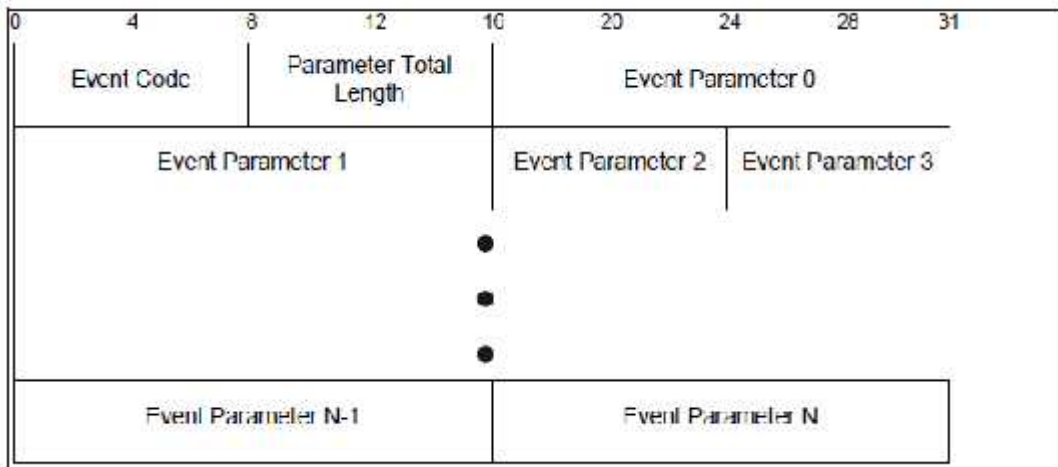 0 4 8 12 16 20 24 28 31
Event Code
Parameter Total
Length
Event Parameter 0
Event Parameter 1
Event Parameter 2
Event Parameter 3
Event Parameter N-1
Event Parameter N